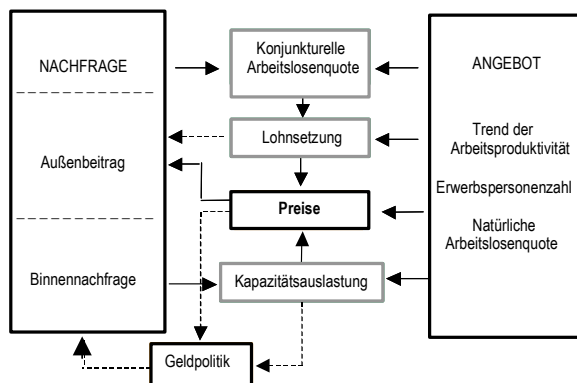 NACHFRAGE
Außenbeitrag
Binnennachfrage
Konjunkturelle
Arbeitslosenquote
Lohnsetzung
Preise
Kapazitätsauslastung
Geldpolitik
ANGEBOT
Trend der
Arbeitsproduktivität
Erwerbspersonenzahl
Natürliche
Arbeitslosenquote